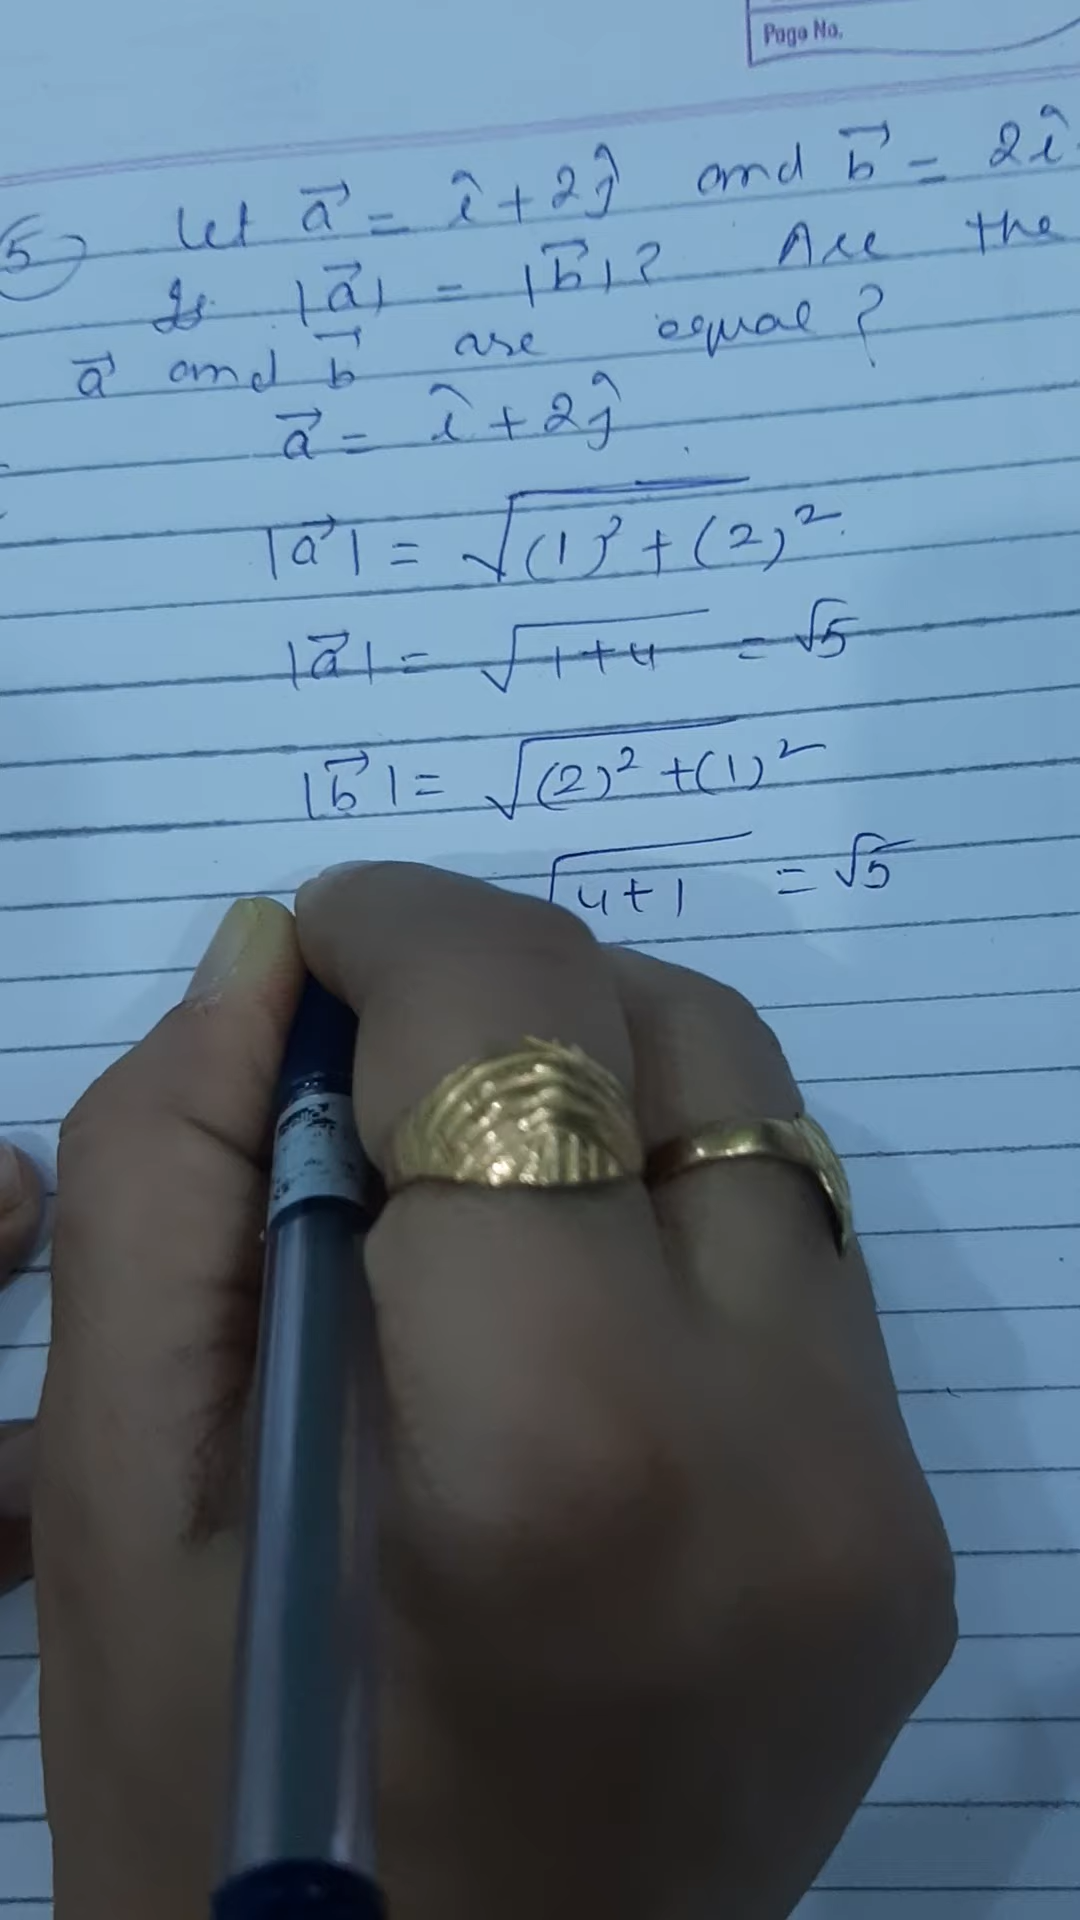 Page No.
5) Let a⃗ = î + 2ĵ and b⃗ = 2î
Is |a⃗| = |b⃗|? Are the
a⃗ and b⃗ are equal?
a⃗ = î + 2ĵ
|a⃗| = √(1)² + (2)²
|a⃗| = √1+4 = √5
|b⃗| = √(2)² + (1)²
√4+1 = √5